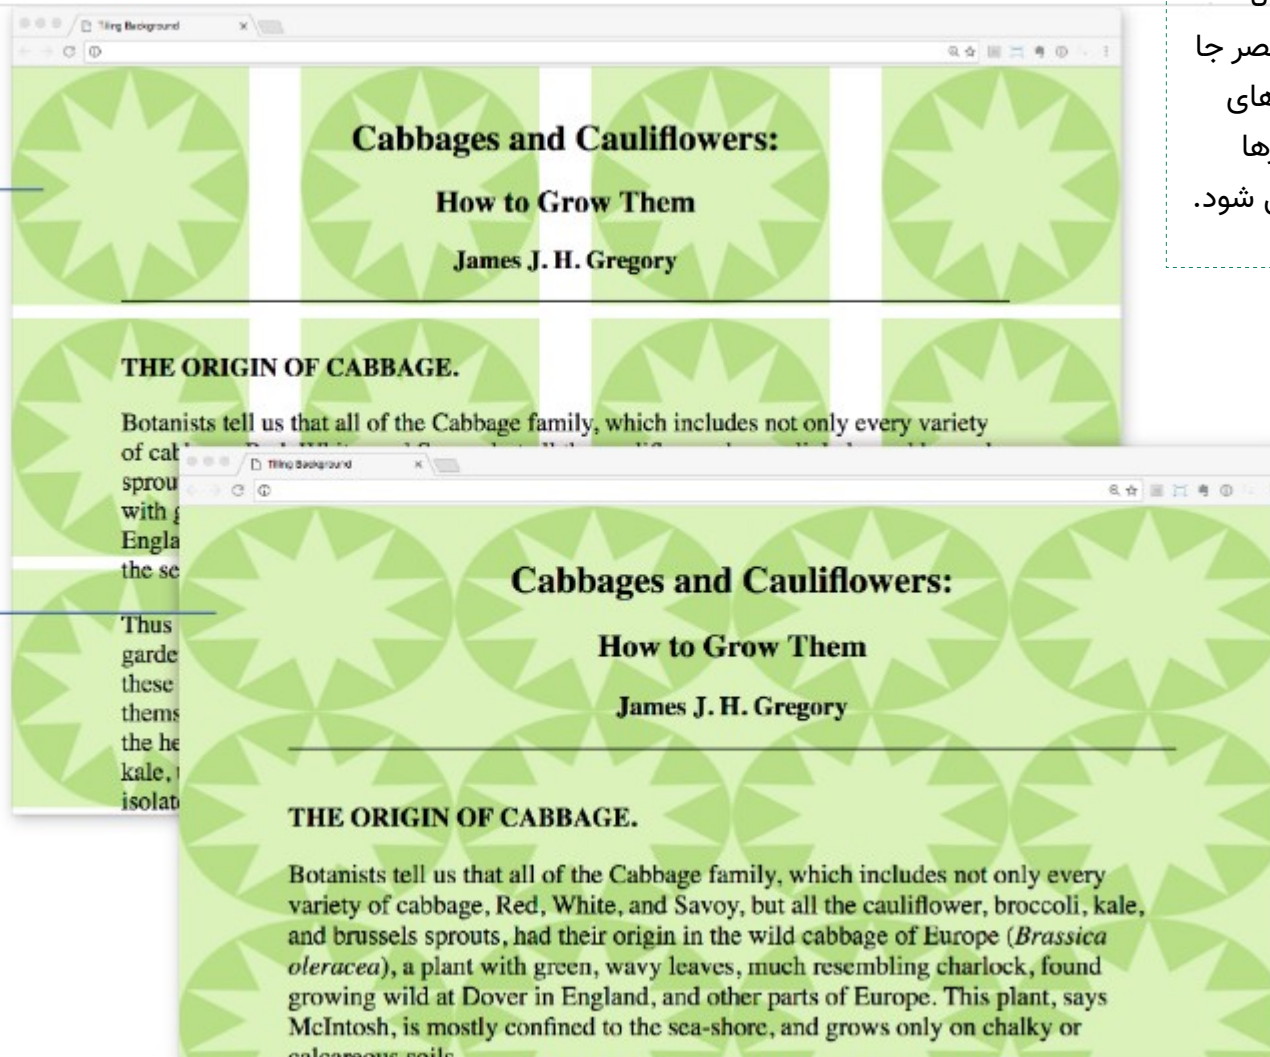 Tiling Background
Cabbages and Cauliflowers:
How to Grow Them
James J. H. Gregory
THE ORIGIN OF CABBAGE.
Botanists tell us that all of the Cabbage family, which includes not only every variety
of cab
sprou
with g
Engla
the se
Thus
garde
these
thems
the he
kale,
isolat
Tiling Background
Cabbages and Cauliflowers:
How to Grow Them
James J. H. Gregory
THE ORIGIN OF CABBAGE.
Botanists tell us that all of the Cabbage family, which includes not only every
variety of cabbage, Red, White, and Savoy, but all the cauliflower, broccoli, kale,
and brussels sprouts, had their origin in the wild cabbage of Europe (Brassica
oleracea), a plant with green, wavy leaves, much resembling charlock, found
growing wild at Dover in England, and other parts of Europe. This plant, says
McIntosh, is mostly confined to the sea-shore, and grows only on chalky or
calcareous soils
جا
های
شود.